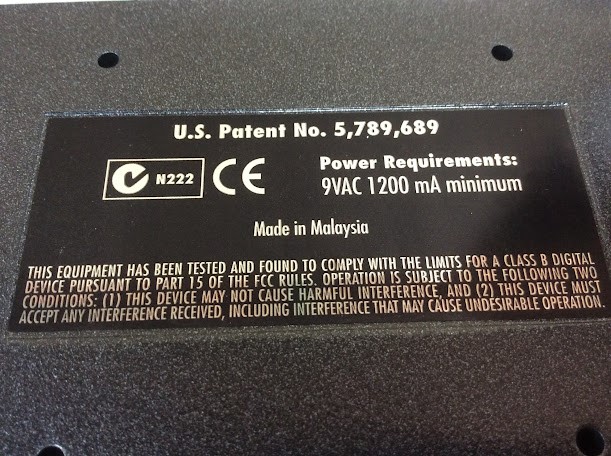 U.S. Patent No. 5,789,689
N222 CE
Power Requirements:
9VAC 1200 mA minimum
Made in Malaysia
THIS EQUIPMENT HAS BEEN TESTED AND FOUND TO COMPLY WITH THE LIMITS FOR A CLASS B DIGITAL
DEVICE PURSUANT TO PART 15 OF THE FCC RULES. OPERATION IS SUBJECT TO THE FOLLOWING TWO
CONDITIONS: (1) THIS DEVICE MAY NOT CAUSE HARMFUL INTERFERENCE, AND (2) THIS DEVICE MUST
ACCEPT ANY INTERFERENCE RECEIVED, INCLUDING INTERFERENCE THAT MAY CAUSE UNDESIRABLE OPERATION